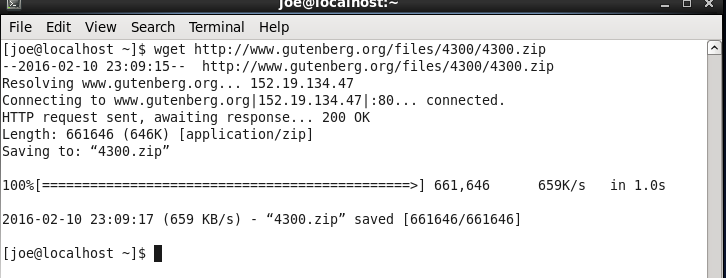 joe@localhost:~
File Edit View Search Terminal Help
[joe@localhost ~]$ wget http://www.gutenberg.org/files/4300/4300.zip
--2016-02-10 23:09:15--  http://www.gutenberg.org/files/4300/4300.zip
Resolving www.gutenberg.org... 152.19.134.47
Connecting to www.gutenberg.org|152.19.134.47|:80... connected.
HTTP request sent, awaiting response... 200 OK
Length: 661646 (646K) [application/zip]
Saving to: “4300.zip”
100%[==============================================>] 661,646      659K/s   in 1.0s
2016-02-10 23:09:17 (659 KB/s) - “4300.zip” saved [661646/661646]
[joe@localhost ~]$